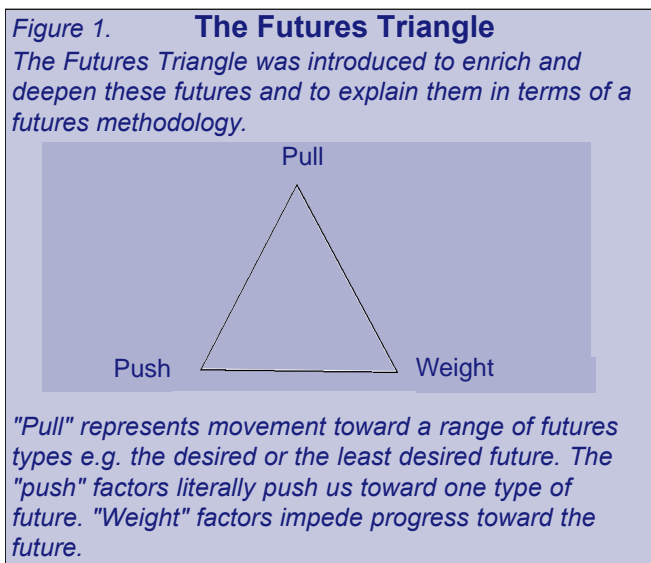 Figure 1. The Futures Triangle
The Futures Triangle was introduced to enrich and
deepen these futures and to explain them in terms of a
futures methodology.
Pull
Push Weight
"Pull" represents movement toward a range of futures
types e.g. the desired or the least desired future. The
"push" factors literally push us toward one type of
future. "Weight" factors impede progress toward the
future.